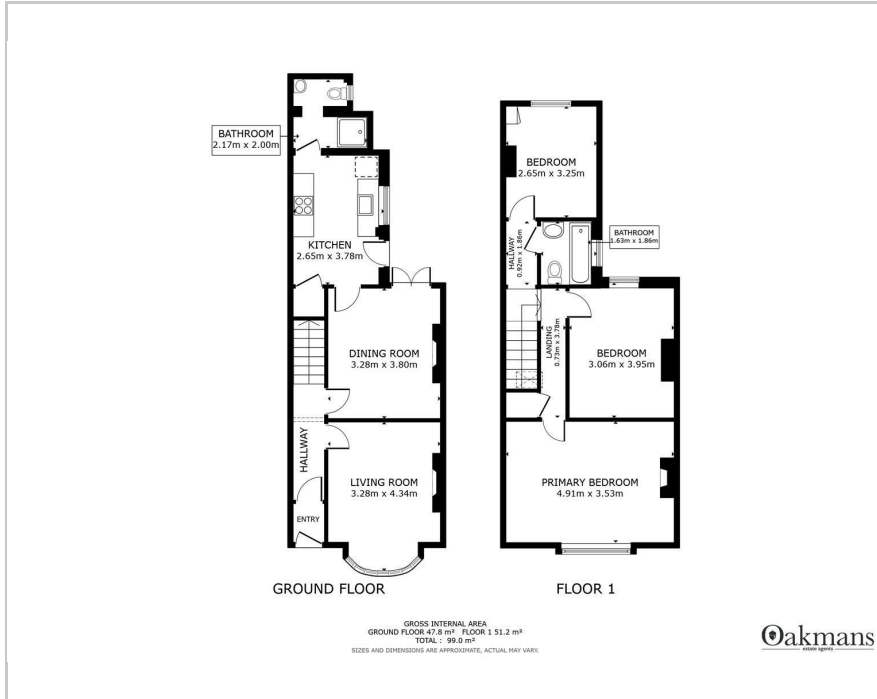 BATHROOM
2.17m x 2.00m
KITCHEN
2.65m x 3.78m
DINING ROOM
3.28m x 3.80m
HALLWAY
LIVING ROOM
3.28m x 4.34m
ENTRY
GROUND FLOOR
BEDROOM
2.65m x 3.25m
BATHROOM
1.63m x 1.86m
HALLWAY
0.92m x 1.86m
LANDING
0.73m x 3.78m
BEDROOM
3.06m x 3.95m
PRIMARY BEDROOM
4.91m x 3.53m
FLOOR 1
GROSS INTERNAL AREA
GROUND FLOOR 47.8 m² FLOOR 1 51.2 m²
TOTAL : 99.0 m²
SIZES AND DIMENSIONS ARE APPROXIMATE, ACTUAL MAY VARY.
Oakmans
estate agents